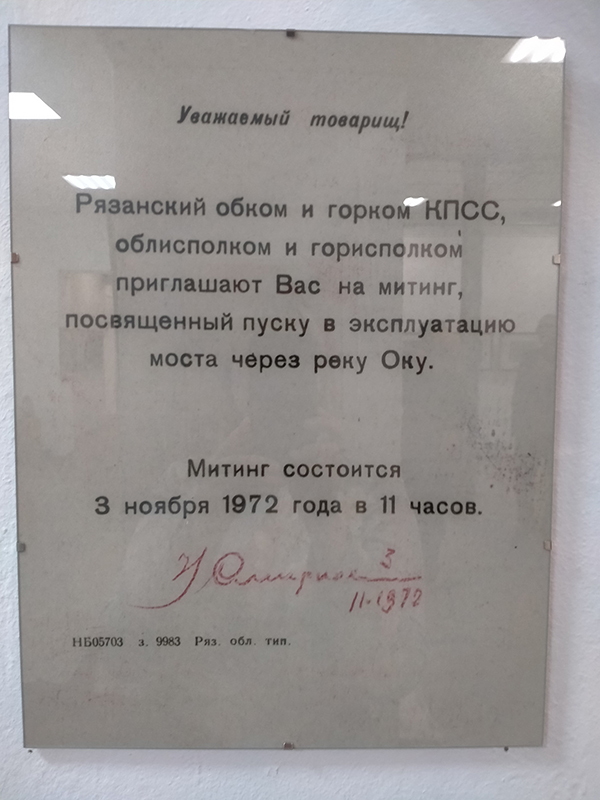 Уважаемый товарищ!
Рязанский обком и горком КПСС,
облисполком и горисполком
приглашают Вас на митинг,
посвященный пуску в эксплуатацию
моста через реку Оку.
Митинг состоится
3 ноября 1972 года в 11 часов.
3
11-1972
НБ05703 з. 9983 Ряз. обл. тип.